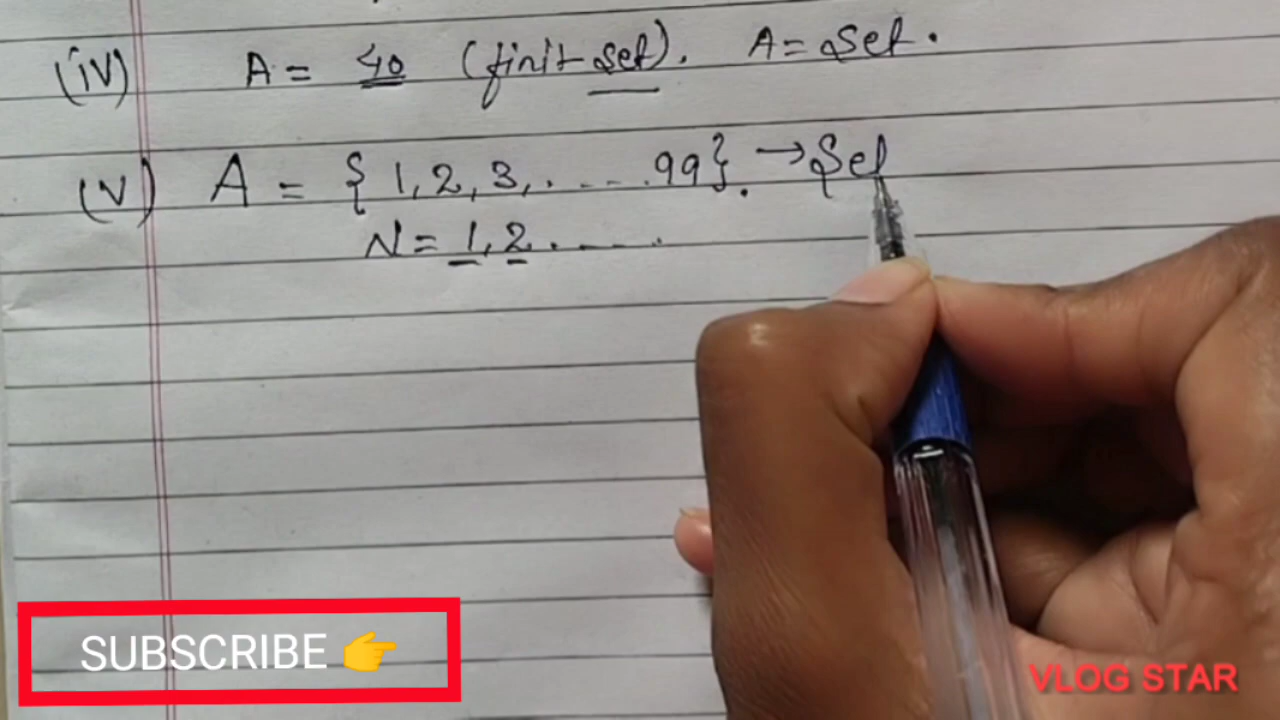 (iv) A = 40 (finit set). A = Set.
(v) A = {1, 2, 3, . . . . 99}. → Set
N = 1, 2 . . . . .
SUBSCRIBE 👉
VLOG STAR